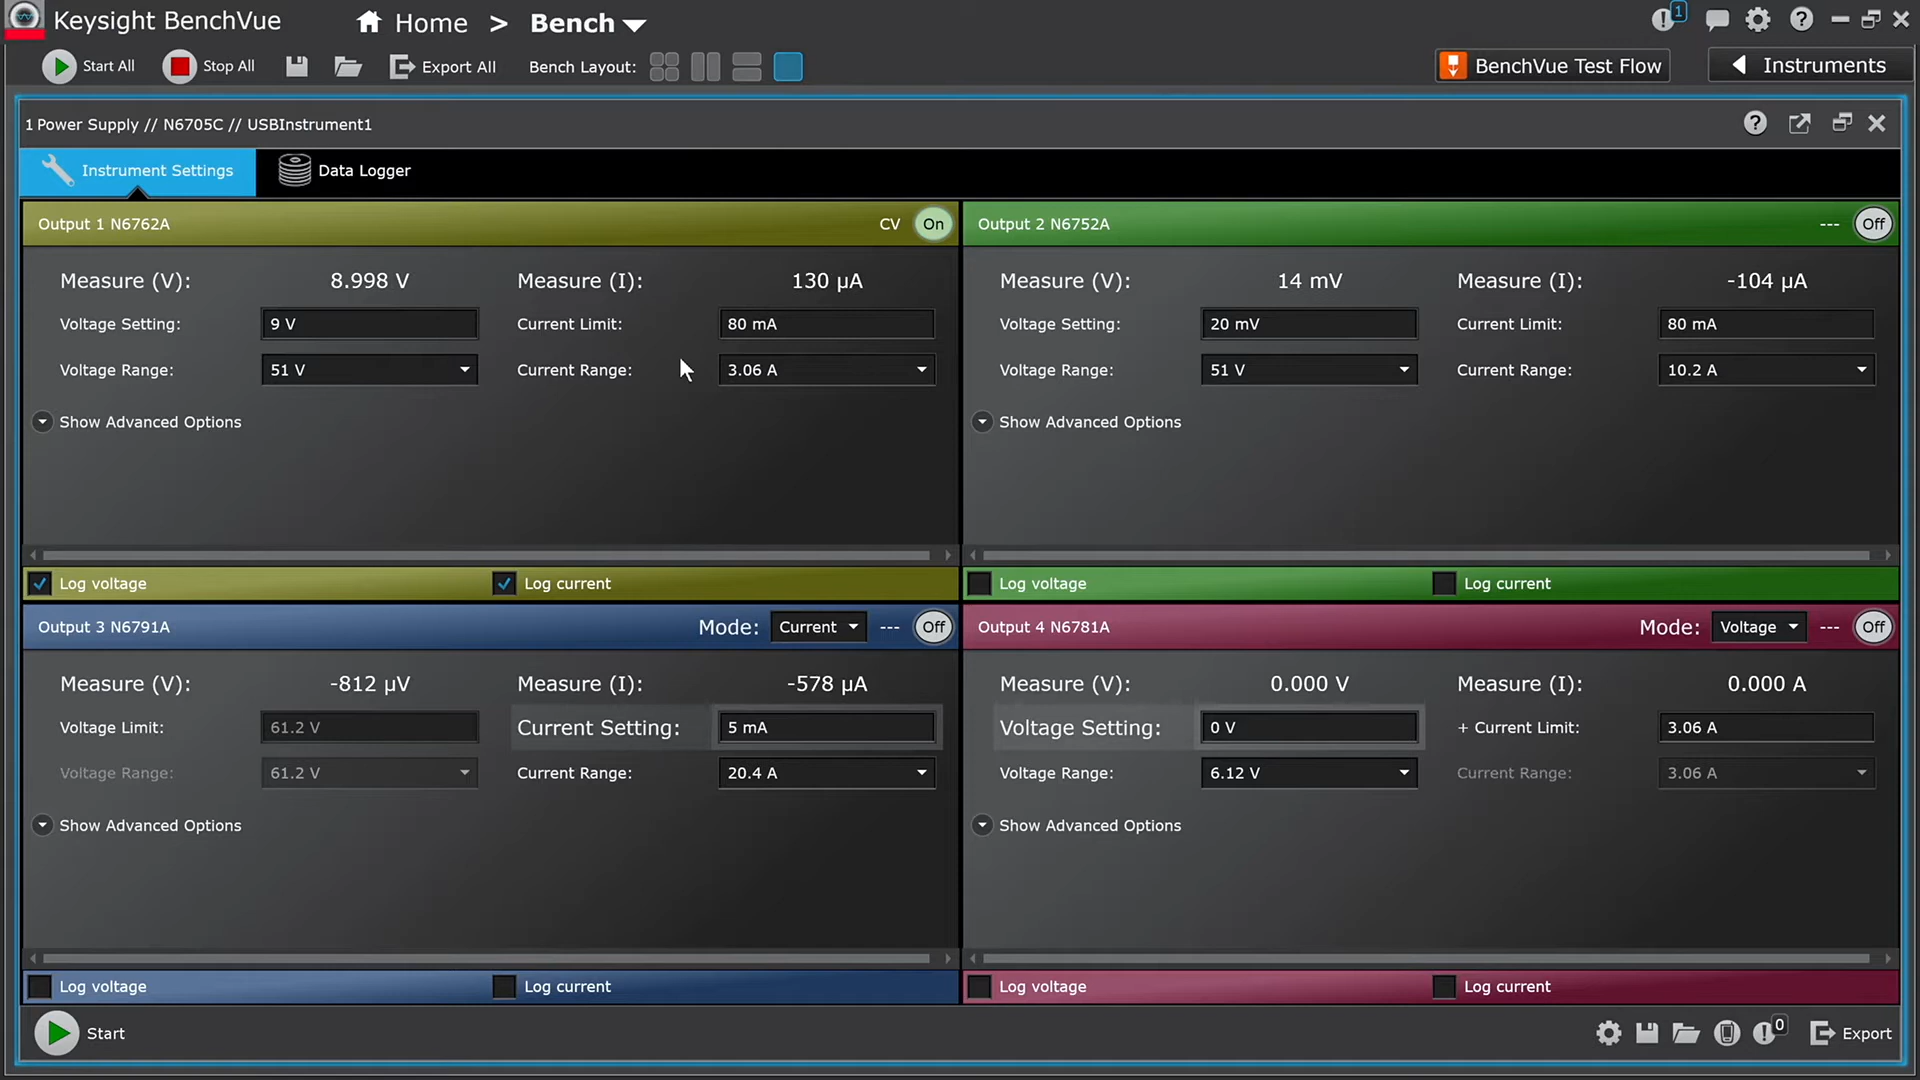 Keysight BenchVue Home > Bench 1
Start All Stop All Export All Bench Layout: BenchVue Test Flow Instruments
1 Power Supply // N6705C // USBInstrument1
Instrument Settings Data Logger
Output 1 N6762A CV On
Measure (V): 8.998 V Measure (I): 130 µA
Voltage Setting: 9 V Current Limit: 80 mA
Voltage Range: 51 V Current Range: 3.06 A
Show Advanced Options
Log voltage Log current
Output 2 N6752A --- Off
Measure (V): 14 mV Measure (I): -104 µA
Voltage Setting: 20 mV Current Limit: 80 mA
Voltage Range: 51 V Current Range: 10.2 A
Show Advanced Options
Log voltage Log current
Output 3 N6791A Mode: Current --- Off
Measure (V): -812 µV Measure (I): -578 µA
Voltage Limit: 61.2 V Current Setting: 5 mA
Voltage Range: 61.2 V Current Range: 20.4 A
Show Advanced Options
Log voltage Log current
Output 4 N6781A Mode: Voltage --- Off
Measure (V): 0.000 V Measure (I): 0.000 A
Voltage Setting: 0 V + Current Limit: 3.06 A
Voltage Range: 6.12 V Current Range: 3.06 A
Show Advanced Options
Log voltage Log current
Start 0 Export